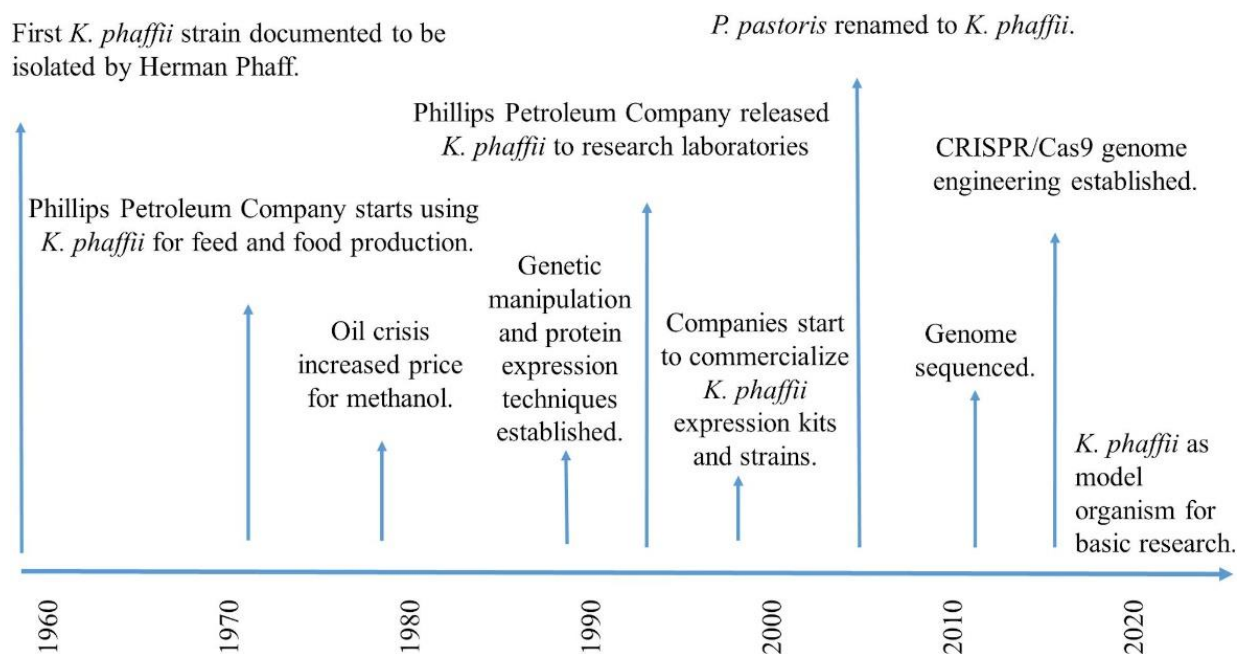 First K. phaffii strain documented to be
isolated by Herman Phaff.
P. pastoris renamed to K. phaffii.
Phillips Petroleum Company released
K. phaffii to research laboratories
CRISPR/Cas9 genome
engineering established.
Phillips Petroleum Company starts using
K. phaffii for feed and food production.
Oil crisis
increased price
for methanol.
Genetic
manipulation
and protein
expression
techniques
established.
Companies start
to commercialize
K. phaffii
expression kits
and strains.
Genome
sequenced.
K. phaffii as
model
organism for
basic research.
1960
1970
1980
1990
2000
2010
2020